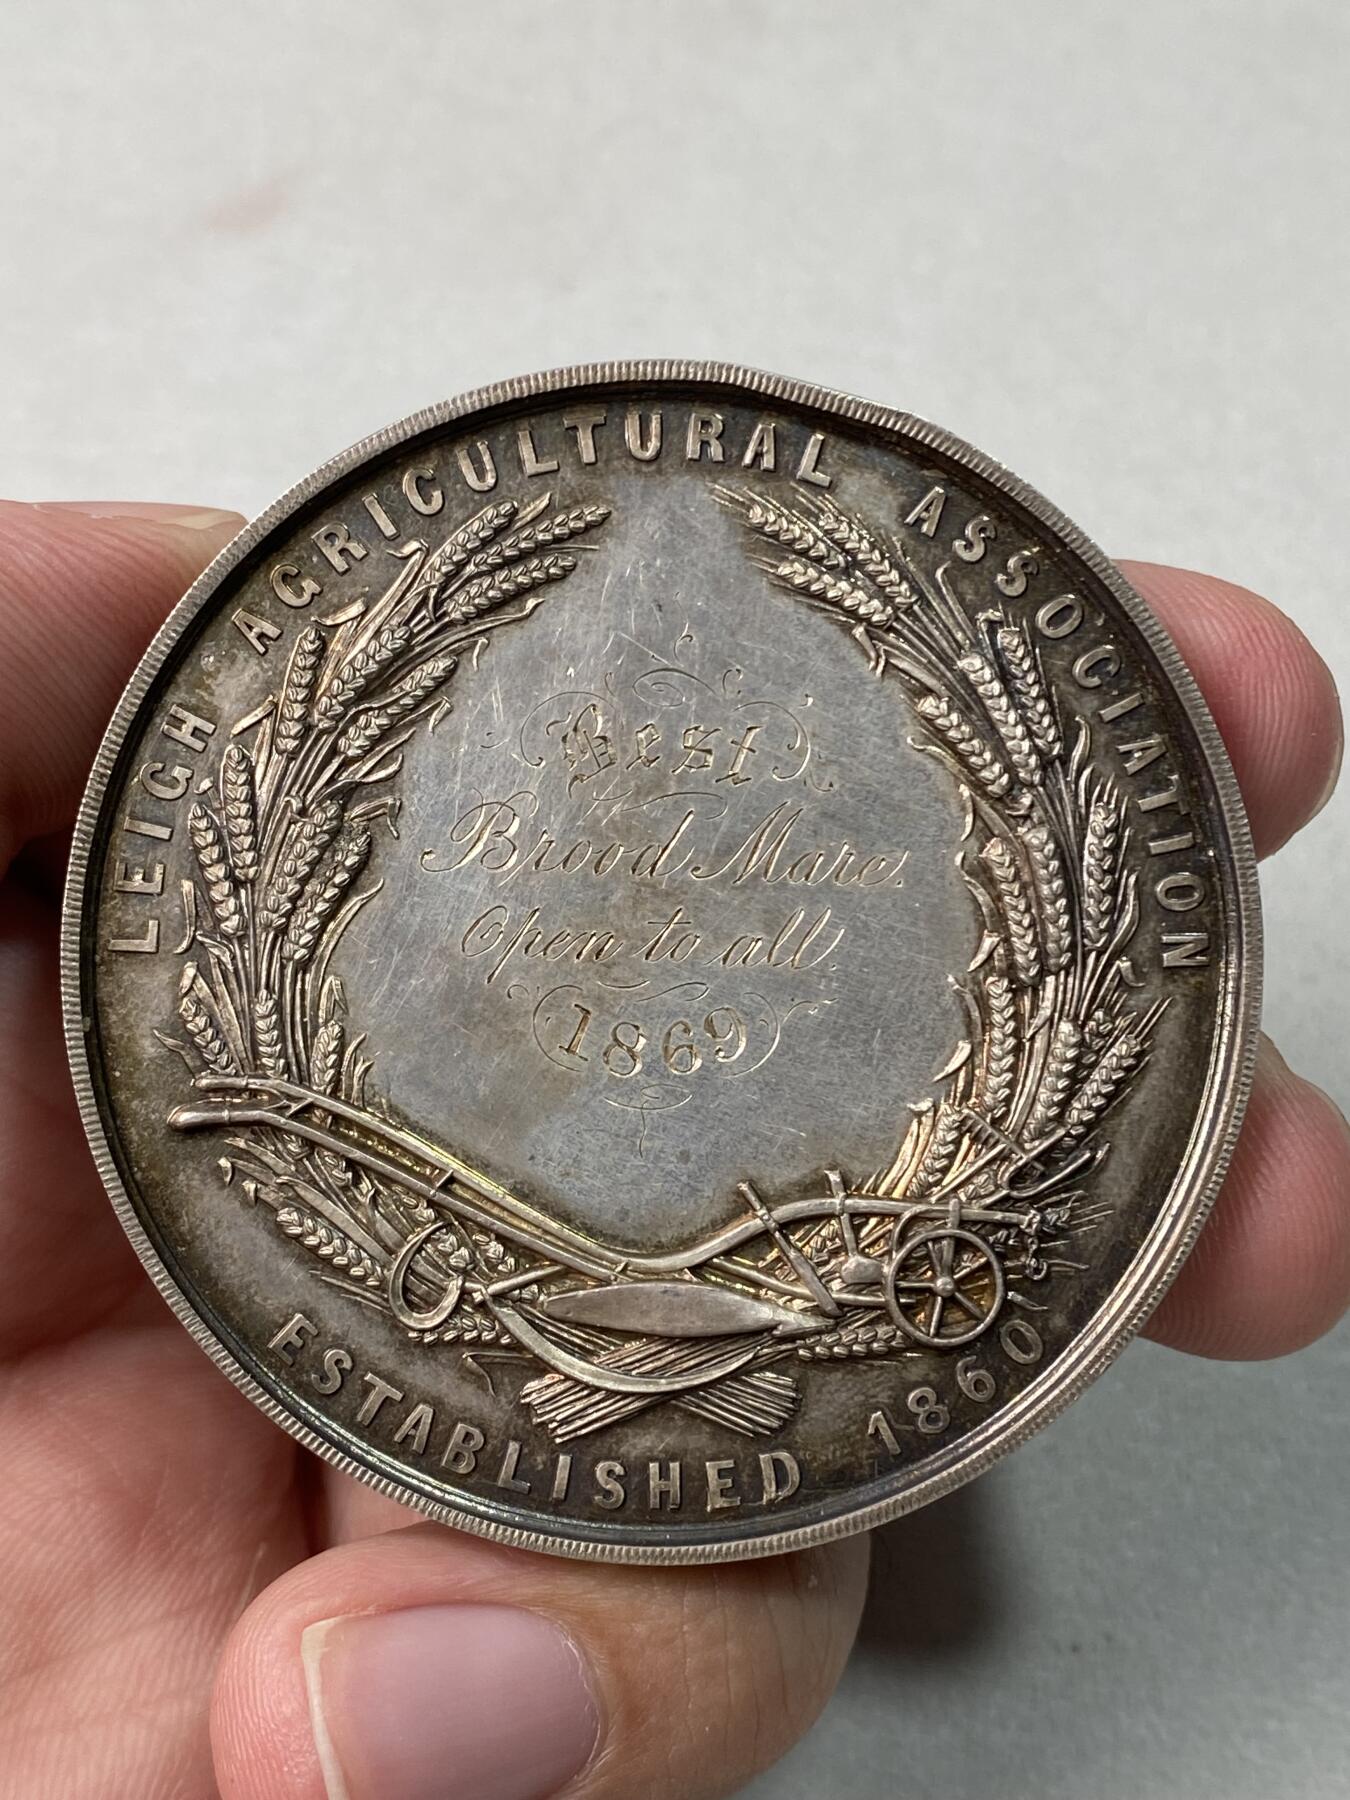 LEIGH AGRICULTURAL ASSOCIATION
Best
Brood Mare.
Open to all.
1869
ESTABLISHED 1860